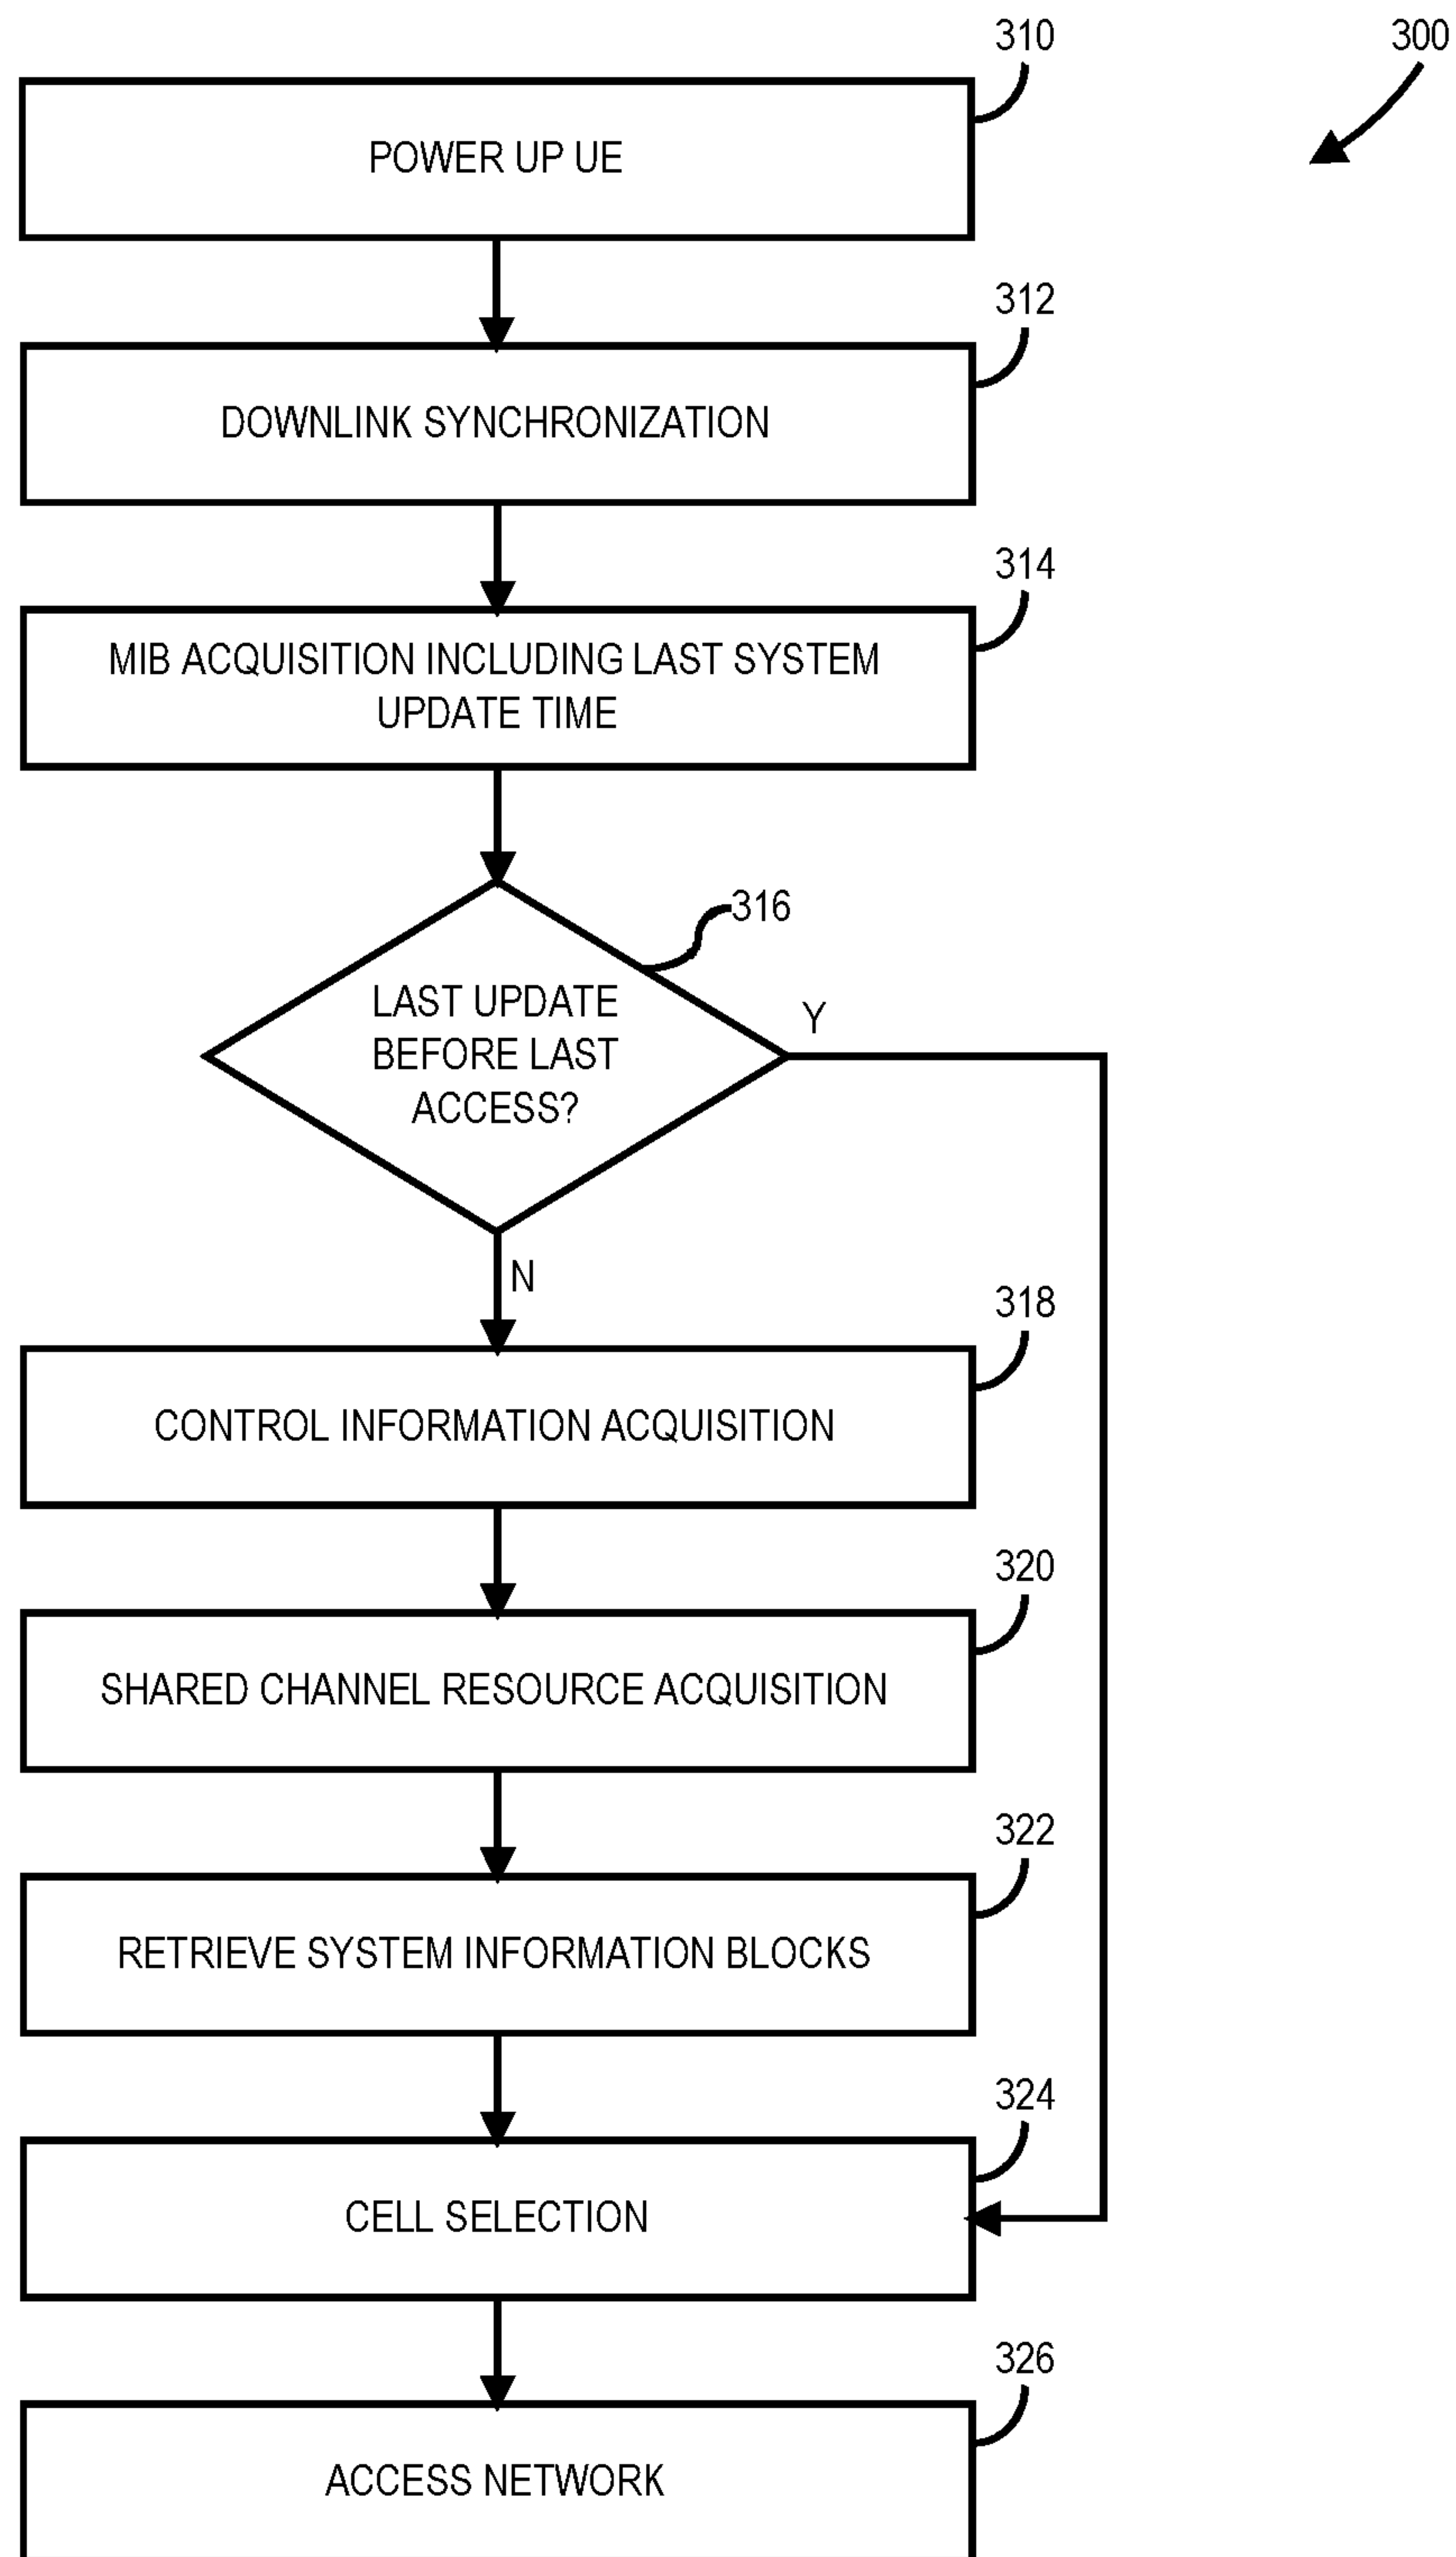 310
300
POWER UP UE
312
DOWNLINK SYNCHRONIZATION
314
MIB ACQUISITION INCLUDING LAST SYSTEM
UPDATE TIME
316
LAST UPDATE
BEFORE LAST
ACCESS?
Y
N
318
CONTROL INFORMATION ACQUISITION
320
SHARED CHANNEL RESOURCE ACQUISITION
322
RETRIEVE SYSTEM INFORMATION BLOCKS
324
CELL SELECTION
326
ACCESS NETWORK